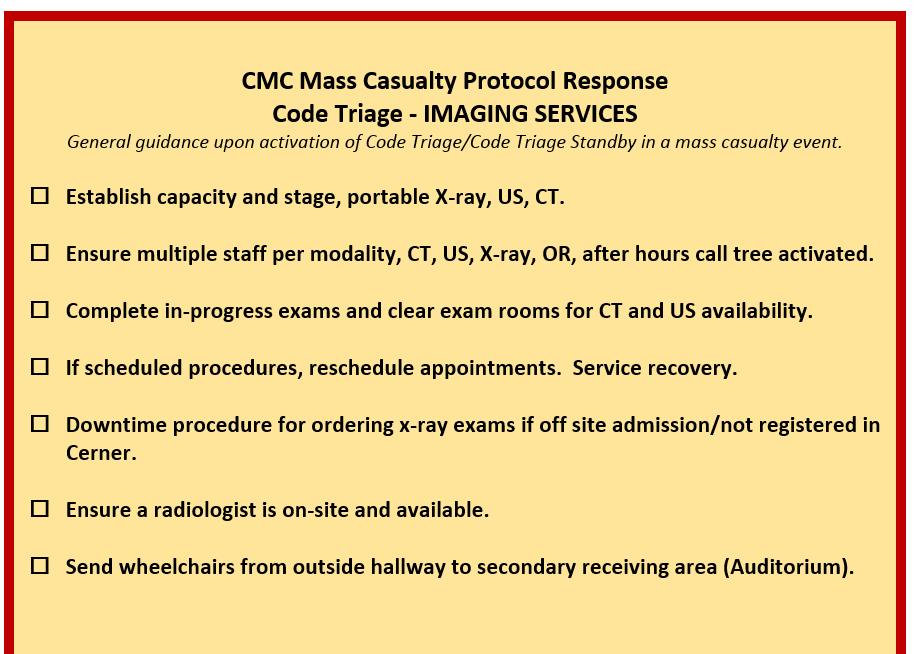 CMC Mass Casualty Protocol Response
Code Triage - IMAGING SERVICES
General guidance upon activation of Code Triage/Code Triage Standby in a mass casualty event.
☐ Establish capacity and stage, portable X-ray, US, CT.
☐ Ensure multiple staff per modality, CT, US, X-ray, OR, after hours call tree activated.
☐ Complete in-progress exams and clear exam rooms for CT and US availability.
☐ If scheduled procedures, reschedule appointments.  Service recovery.
☐ Downtime procedure for ordering x-ray exams if off site admission/not registered in
Cerner.
☐ Ensure a radiologist is on-site and available.
☐ Send wheelchairs from outside hallway to secondary receiving area (Auditorium).